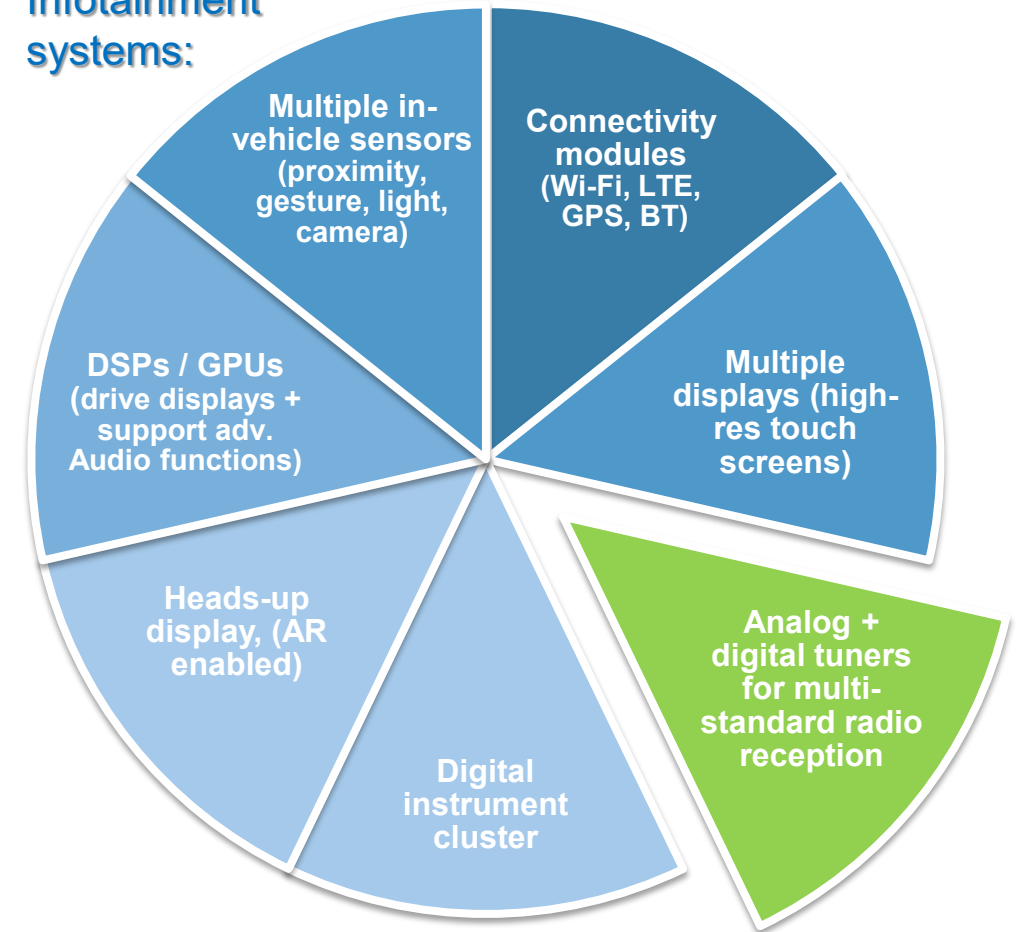 Infotainment
systems:
Multiple in-
vehicle sensors
(proximity,
gesture, light,
camera)
Connectivity
modules
(Wi-Fi, LTE,
GPS, BT)
DSPs / GPUs
(drive displays +
support adv.
Audio functions)
Multiple
displays (high-
res touch
screens)
Heads-up
display, (AR
enabled)
Analog +
digital tuners
for multi-
standard radio
reception
Digital
instrument
cluster